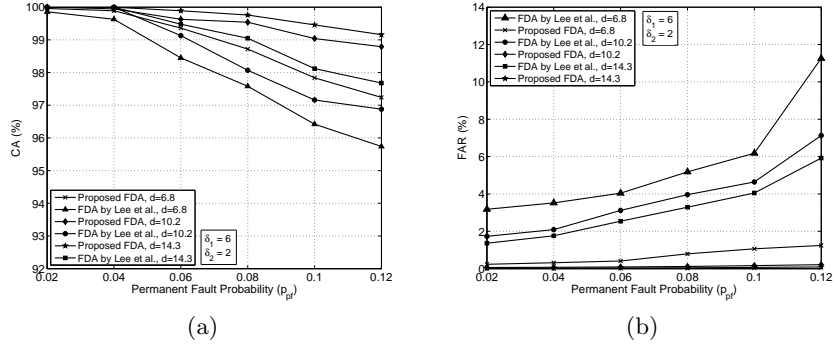 100
99
98
97
96
95
94
93
92
CA (%)
Proposed FDA, d=6.8
FDA by Lee et al., d=6.8
Proposed FDA, d=10.2
FDA by Lee et al., d=10.2
Proposed FDA, d=14.3
FDA by Lee et al., d=14.3
δ1 = 6
δ2 = 2
0.02 0.04 0.06 0.08 0.1 0.12
Permanent Fault Probability (ppf)
(a)
14
12
10
8
6
4
2
0
FAR (%)
FDA by Lee et al., d=6.8
Proposed FDA, d=6.8
FDA by Lee et al., d=10.2
Proposed FDA, d=10.2
FDA by Lee et al., d=14.3
Proposed FDA, d=14.3
δ1 = 6
δ2 = 2
0.02 0.04 0.06 0.08 0.1 0.12
Permanent Fault Probability (ppf)
(b)